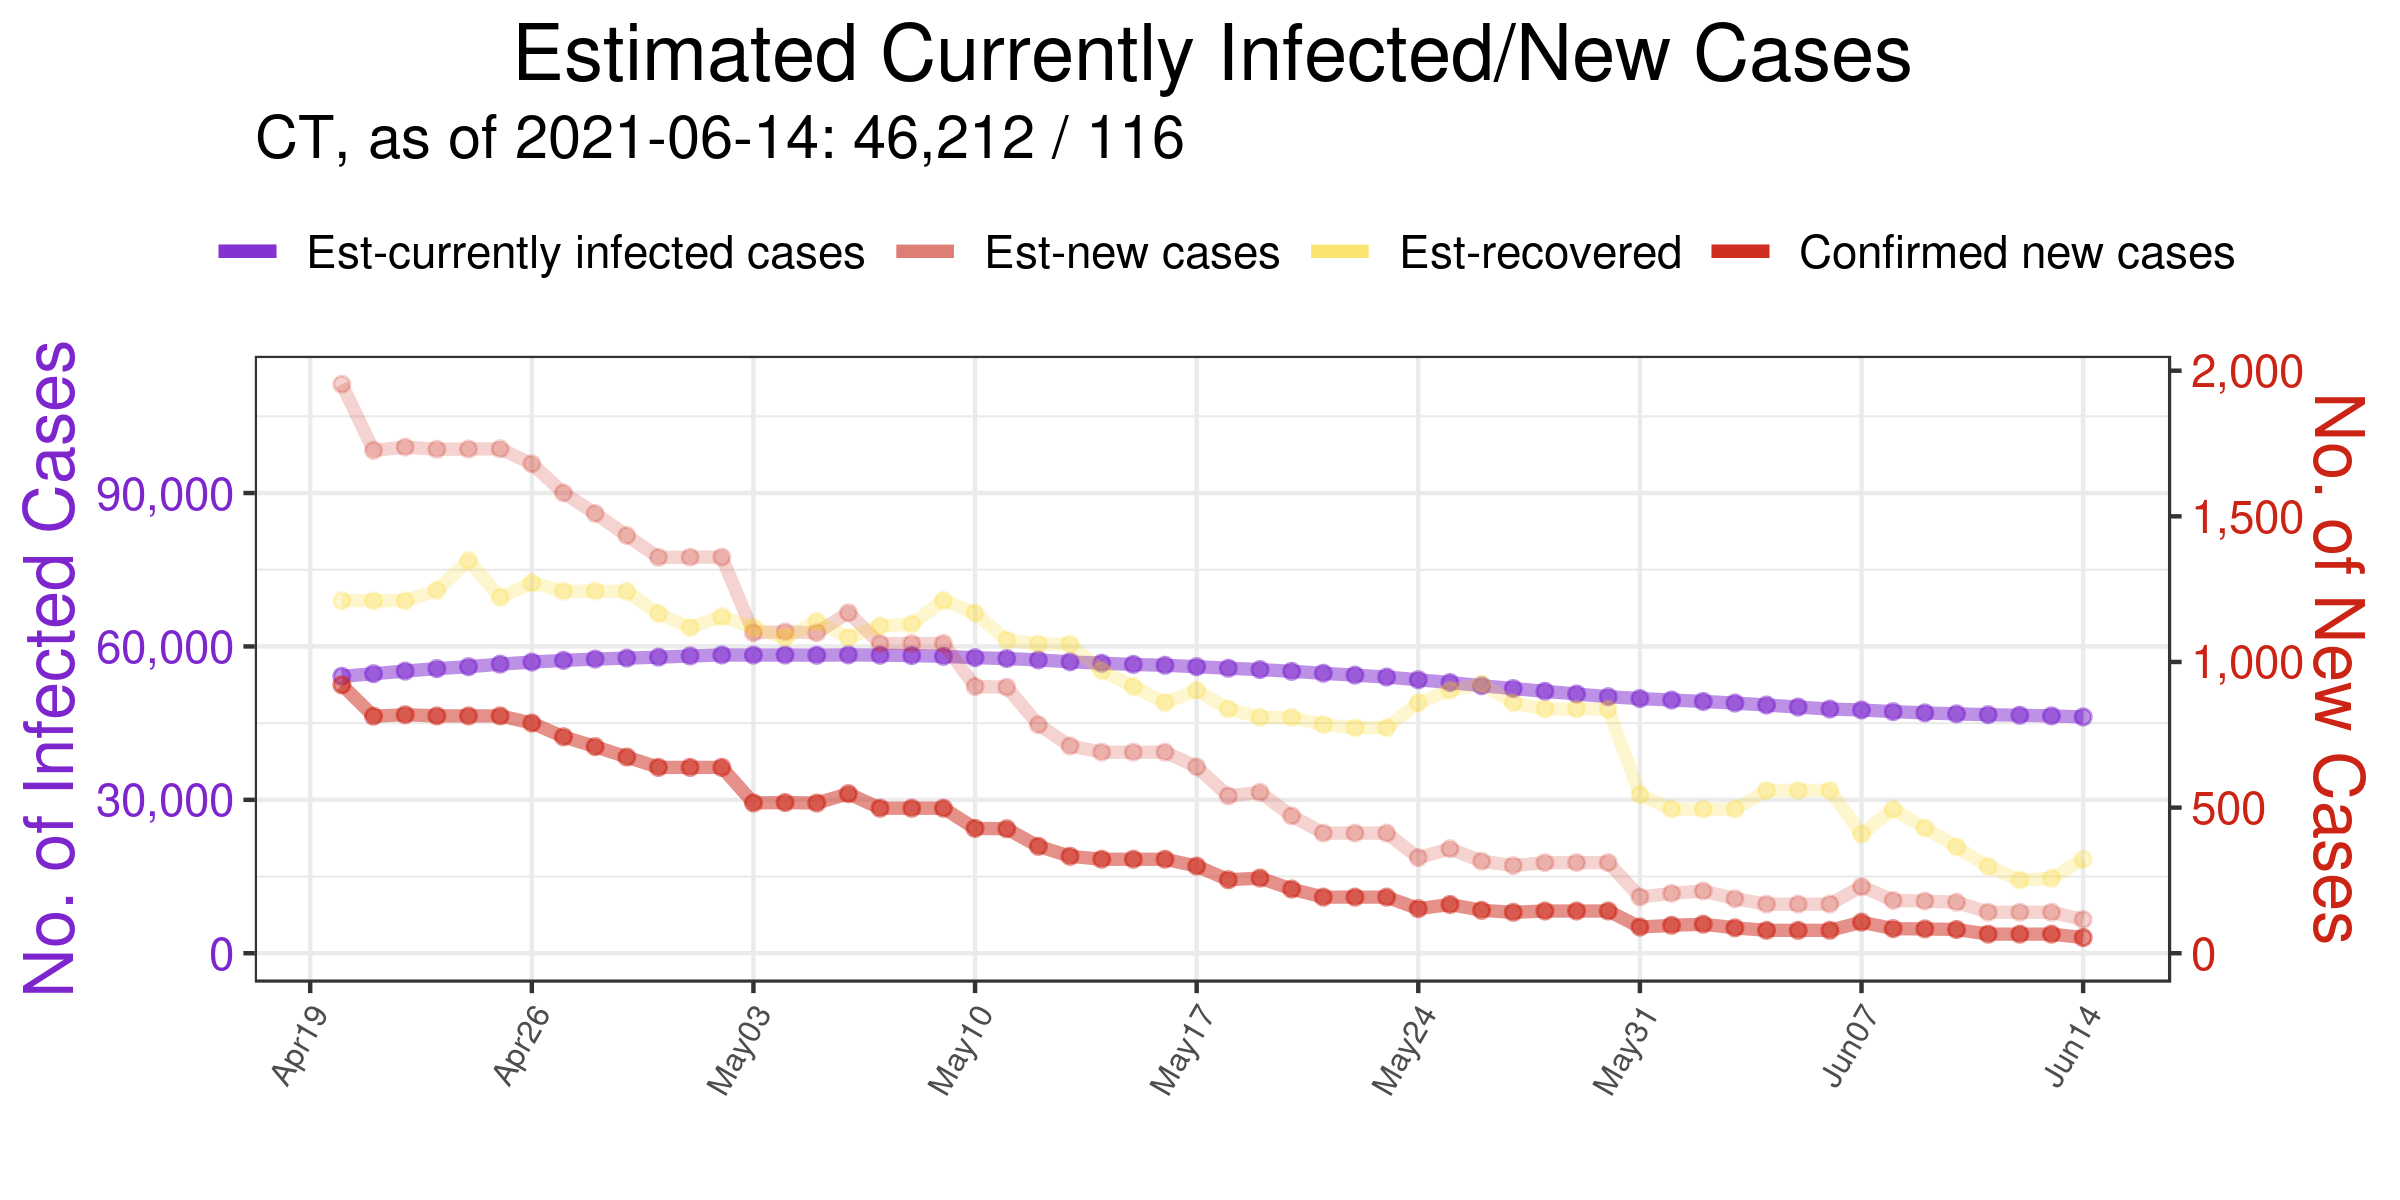 Estimated Currently Infected/New Cases
CT, as of 2021-06-14: 46,212 / 116
Est-currently infected cases Est-new cases Est-recovered Confirmed new cases
No. of Infected Cases
90,000
60,000
30,000
0
2,000
1,500
1,000
500
0
No. of New Cases
Apr19 Apr26 May03 May10 May17 May24 May31 Jun07 Jun14